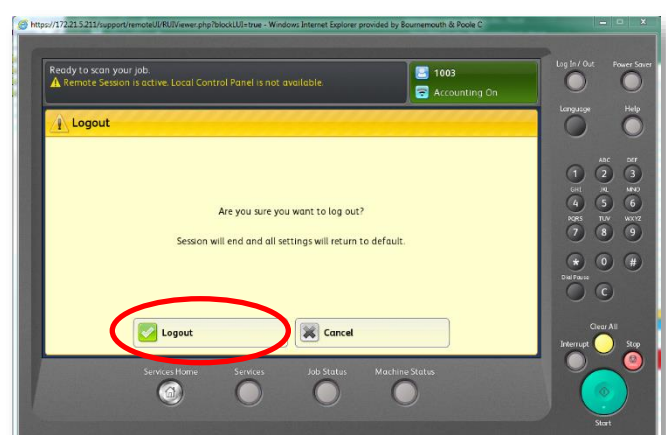 https://172.21.5.211/support/remoteUI/RUIViewer.php?blockLUI=true - Windows Internet Explorer provided by Bournemouth & Poole C
Ready to scan your job.
Remote Session is active. Local Control Panel is not available.
1003
Accounting On
Log In / Out
Power Saver
Language
Help
Logout
Are you sure you want to log out?
Session will end and all settings will return to default.
Logout
Cancel
ABC
DEF
1
2
3
GHI
JKL
MNO
4
5
6
PQRS
TUV
WXYZ
7
8
9
*
0
#
Dial Pause
C
Clear All
Interrupt
Stop
Services Home
Services
Job Status
Machine Status
Start